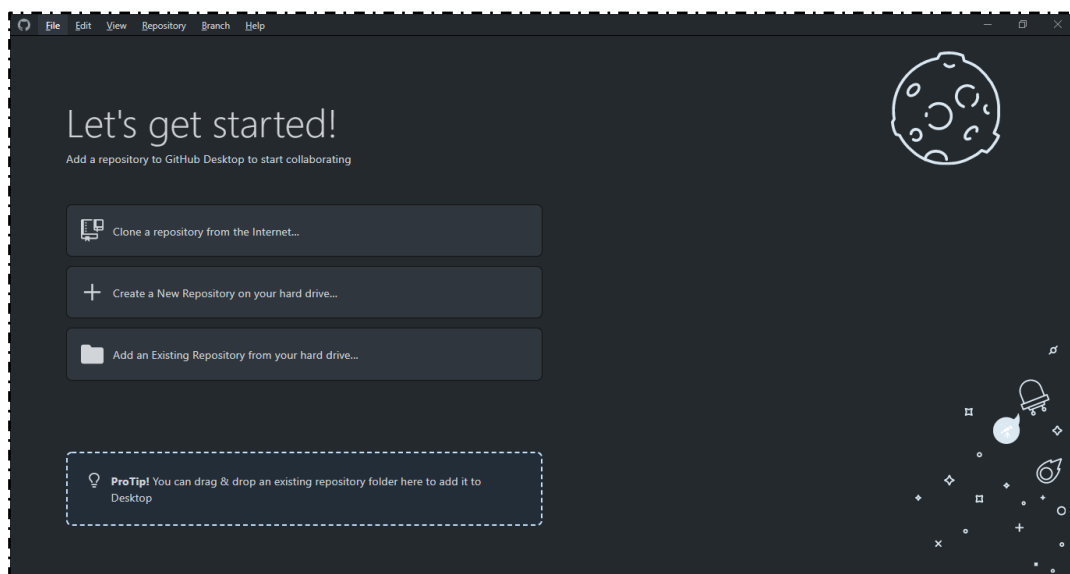 File Edit View Repository Branch Help
Let's get started!
Add a repository to GitHub Desktop to start collaborating
Clone a repository from the Internet...
Create a New Repository on your hard drive...
Add an Existing Repository from your hard drive...
ProTip! You can drag & drop an existing repository folder here to add it to
Desktop